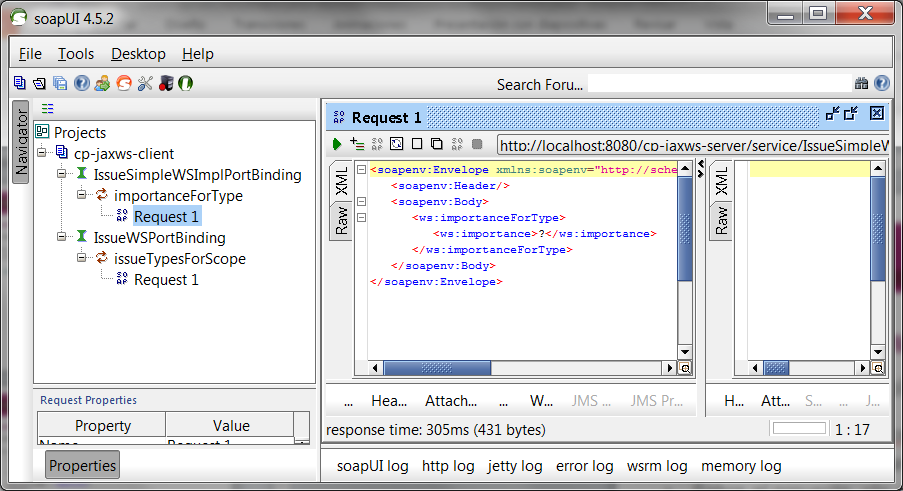 soapUI 4.5.2
File Tools Desktop Help
Search Foru...
Navigator
Projects
cp-jaxws-client
IssueSimpleWSImplPortBinding
importanceForType
Request 1
IssueWSPortBinding
issueTypesForScope
Request 1
Request Properties
Property Value
Name Request 1
Properties
Request 1
http://localhost:8080/cp-jaxws-server/service/IssueSimpleW
XML
Raw
<soapenv:Envelope xmlns:soapenv="http://sche
<soapenv:Header/>
<soapenv:Body>
<ws:importanceForType>
<ws:importance>?</ws:importance>
</ws:importanceForType>
</soapenv:Body>
</soapenv:Envelope>
XML
Raw
... Hea... Attach... ... W... JMS ... JMS Pr...
H... Att... S... ... J...
response time: 305ms (431 bytes)
1 : 17
soapUI log http log jetty log error log wsrm log memory log